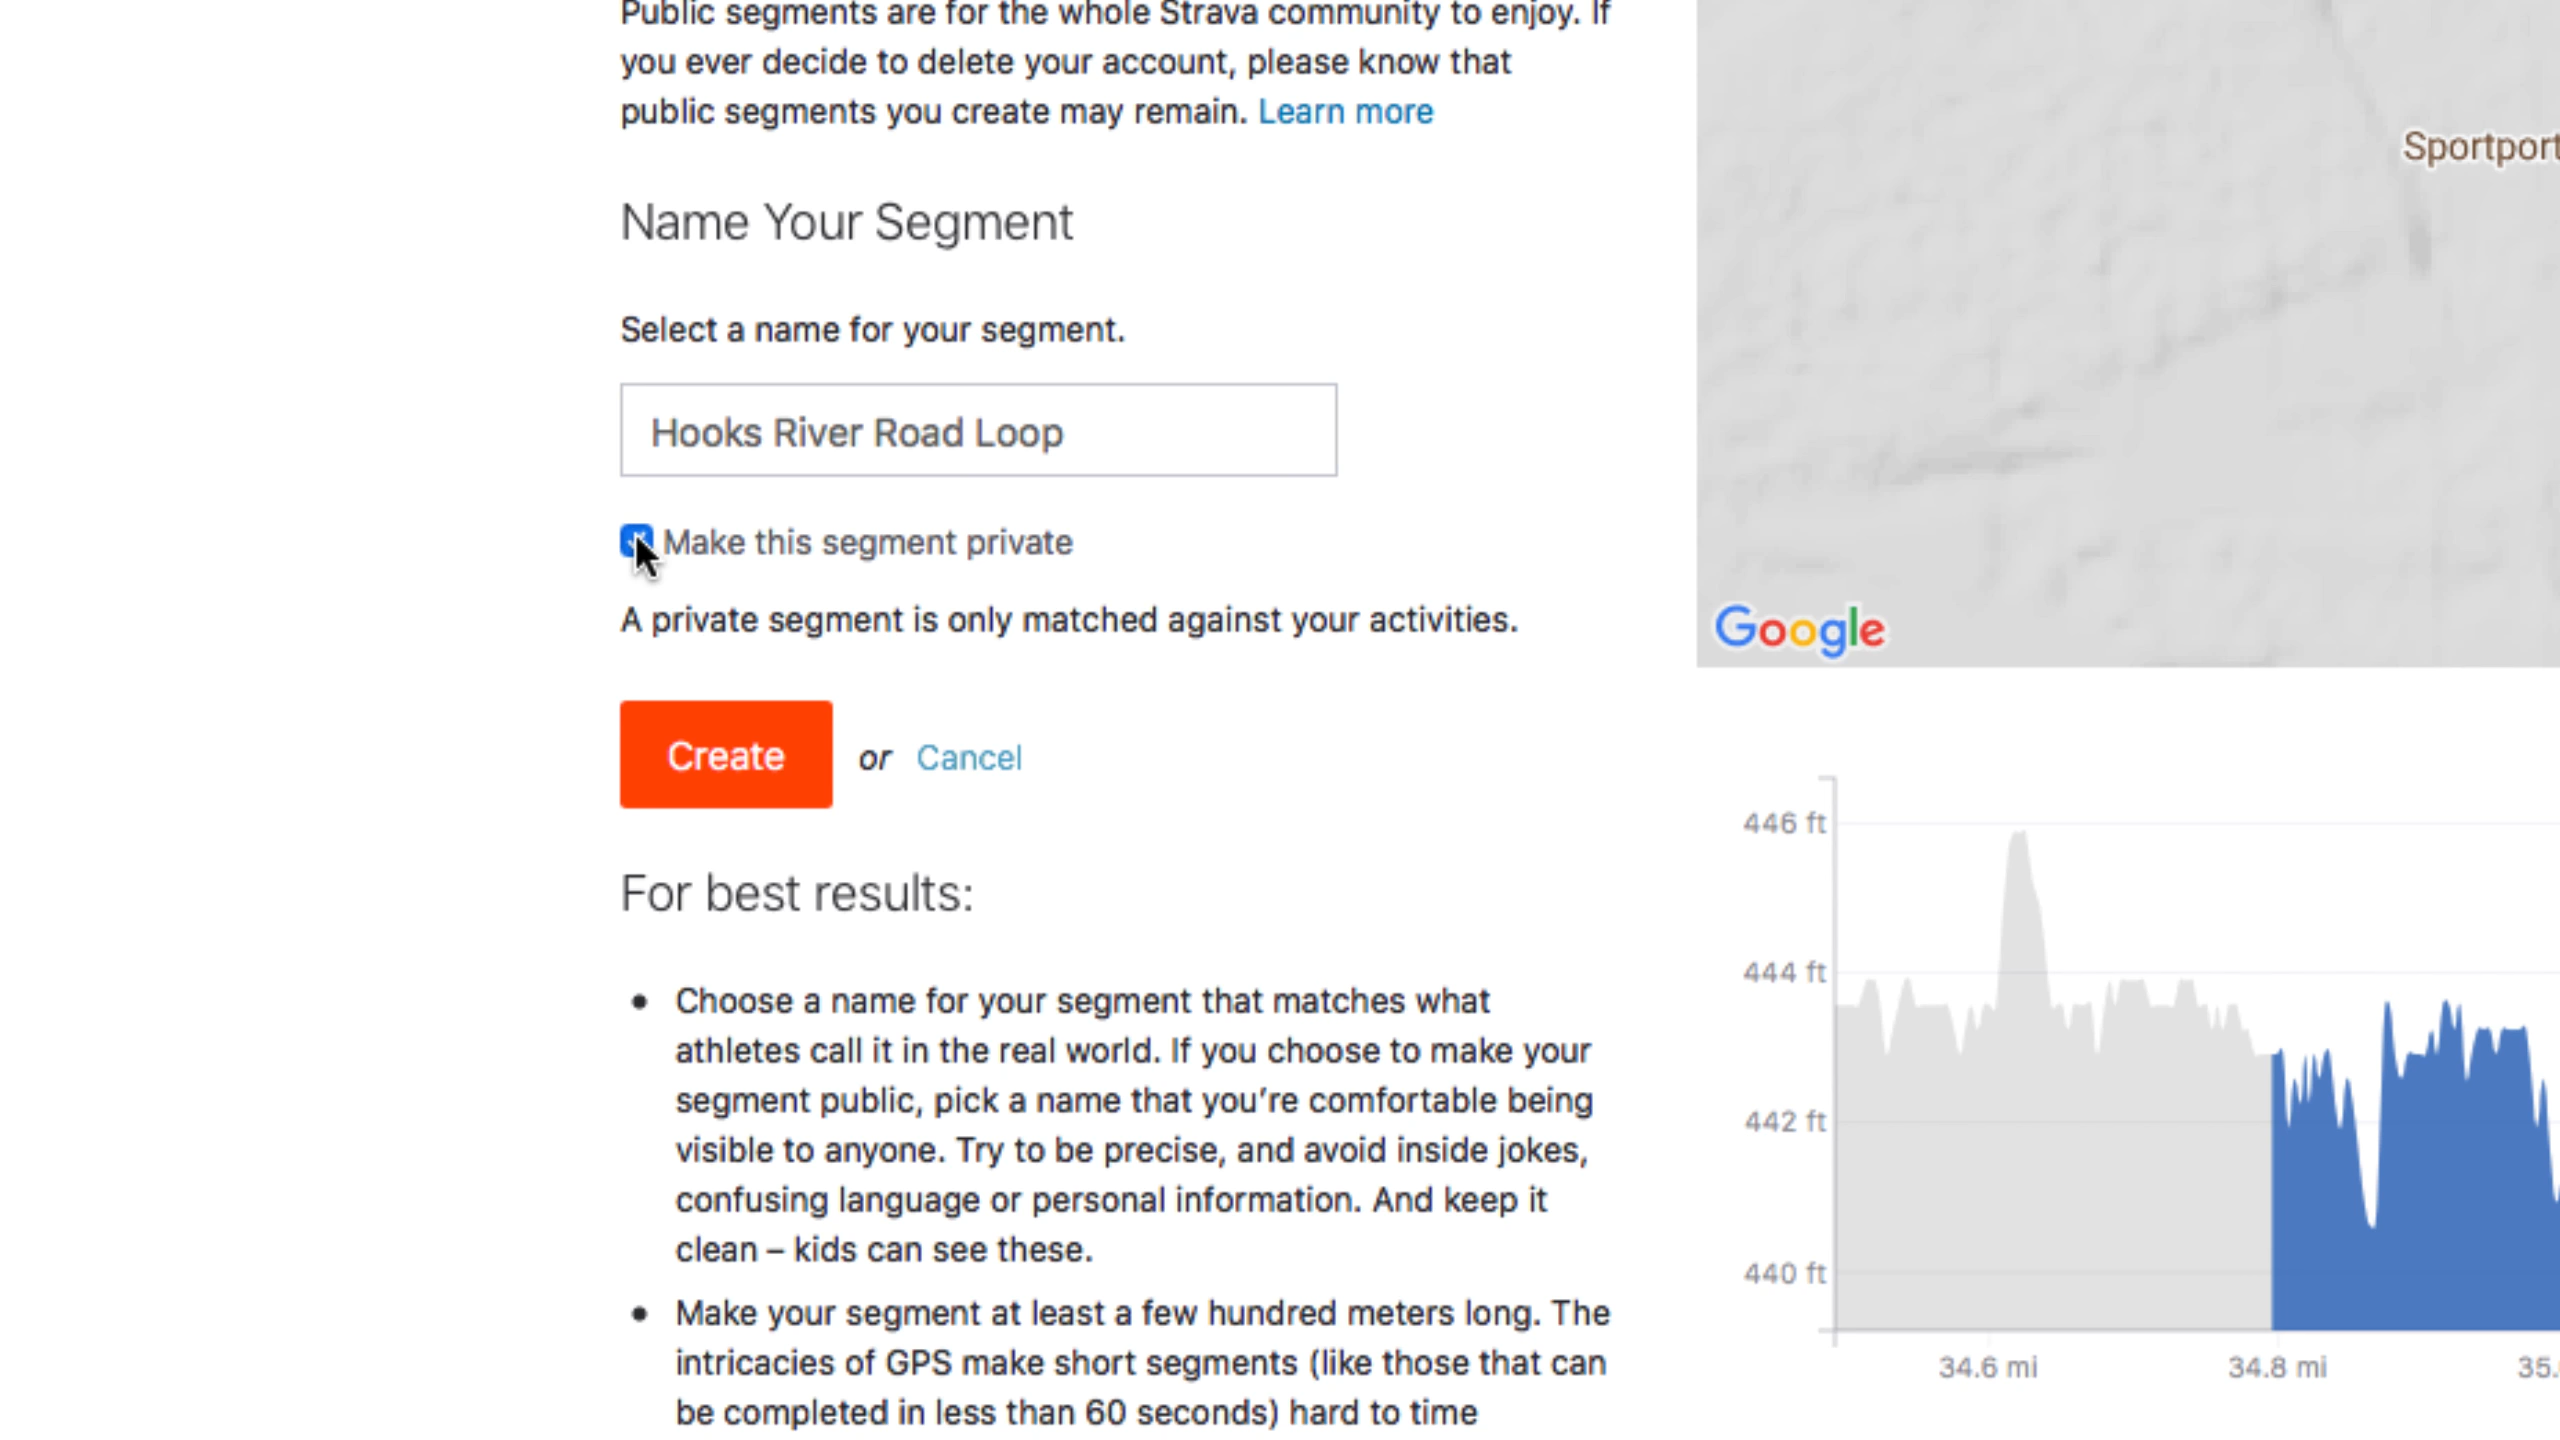 Public segments are for the whole Strava community to enjoy. If
you ever decide to delete your account, please know that
public segments you create may remain. Learn more
Name Your Segment
Select a name for your segment.
Hooks River Road Loop
Make this segment private
A private segment is only matched against your activities.
Create or Cancel
For best results:
• Choose a name for your segment that matches what
athletes call it in the real world. If you choose to make your
segment public, pick a name that you're comfortable being
visible to anyone. Try to be precise, and avoid inside jokes,
confusing language or personal information. And keep it
clean – kids can see these.
• Make your segment at least a few hundred meters long. The
intricacies of GPS make short segments (like those that can
be completed in less than 60 seconds) hard to time
Sportport
Google
446 ft
444 ft
442 ft
440 ft
34.6 mi 34.8 mi 35.